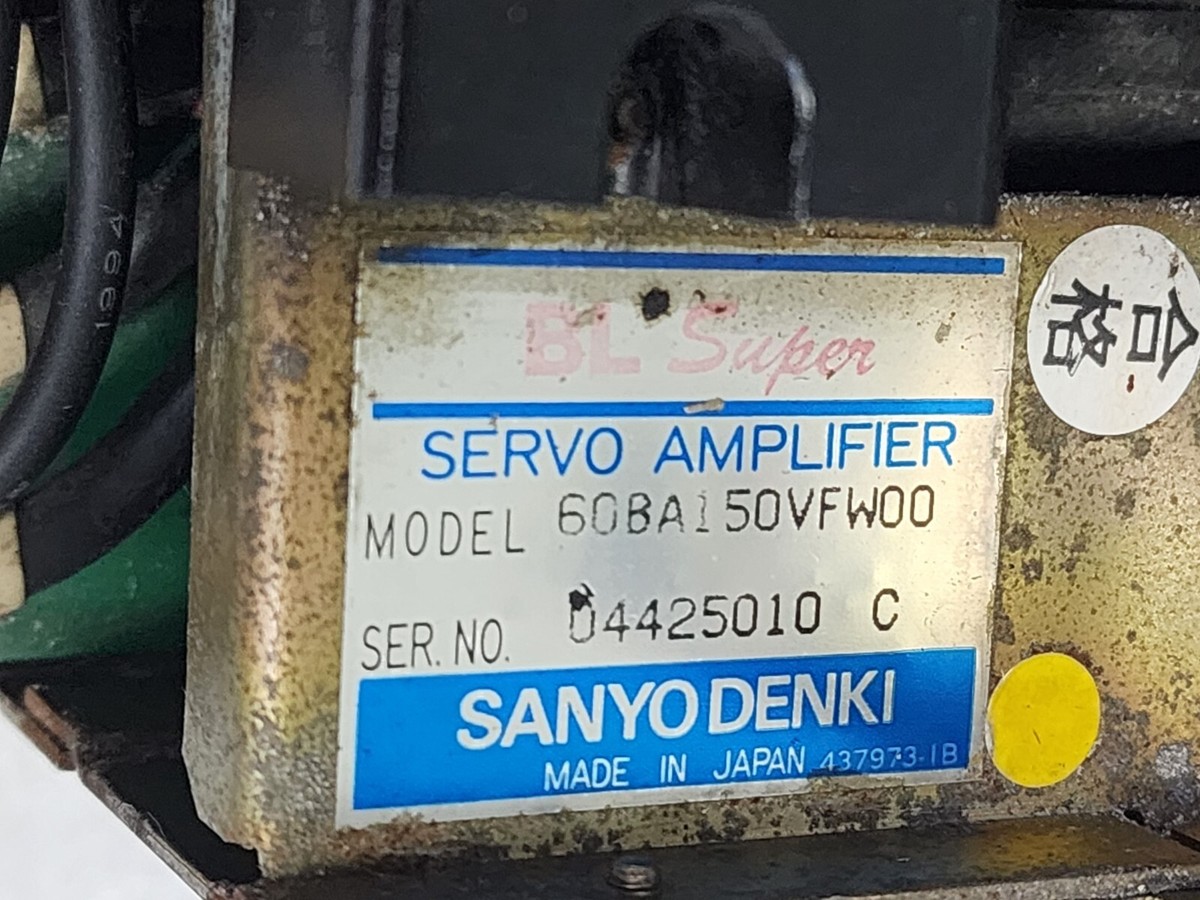 BL Super
SERVO AMPLIFIER
MODEL 60BA150VFW00
SER. NO. 04425010 C
SANYO DENKI
MADE IN JAPAN 437973-1B
合格
1994